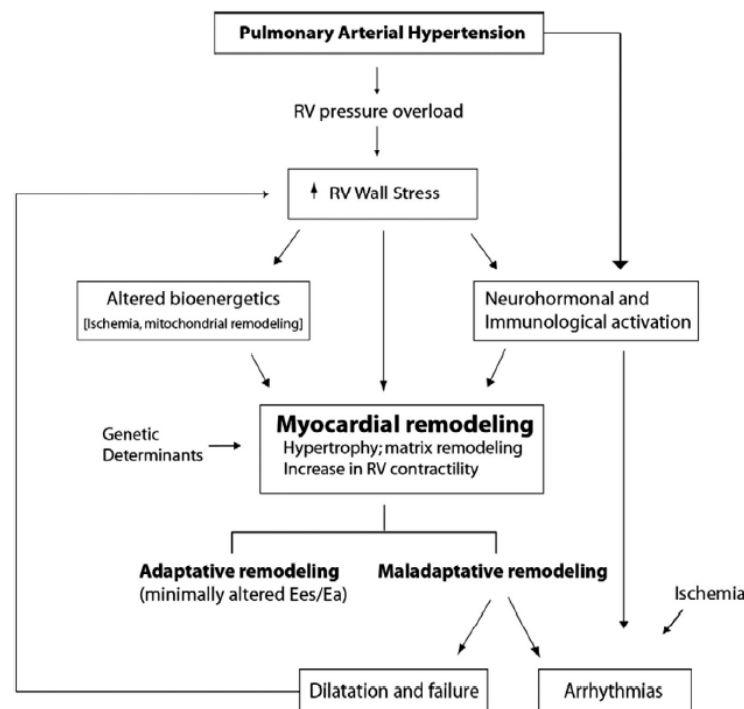 Pulmonary Arterial Hypertension
RV pressure overload
RV Wall Stress
Altered bioenergetics
[Ischemia, mitochondrial remodeling]
Neurohormonal and
Immunological activation
Genetic
Determinants
Myocardial remodeling
Hypertrophy; matrix remodeling
Increase in RV contractility
Adaptative remodeling
(minimally altered Ees/Ea)
Maladaptative remodeling
Ischemia
Dilatation and failure
Arrhythmias